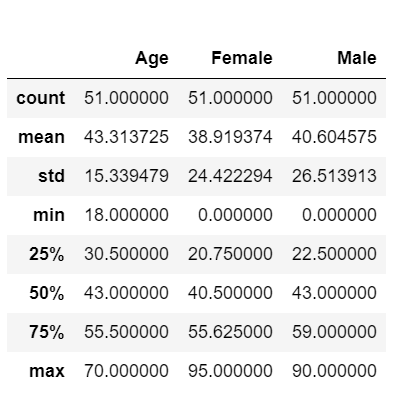 Age Female Male
count 51.000000 51.000000 51.000000
mean 43.313725 38.919374 40.604575
std 15.339479 24.422294 26.513913
min 18.000000 0.000000 0.000000
25% 30.500000 20.750000 22.500000
50% 43.000000 40.500000 43.000000
75% 55.500000 55.625000 59.000000
max 70.000000 95.000000 90.000000